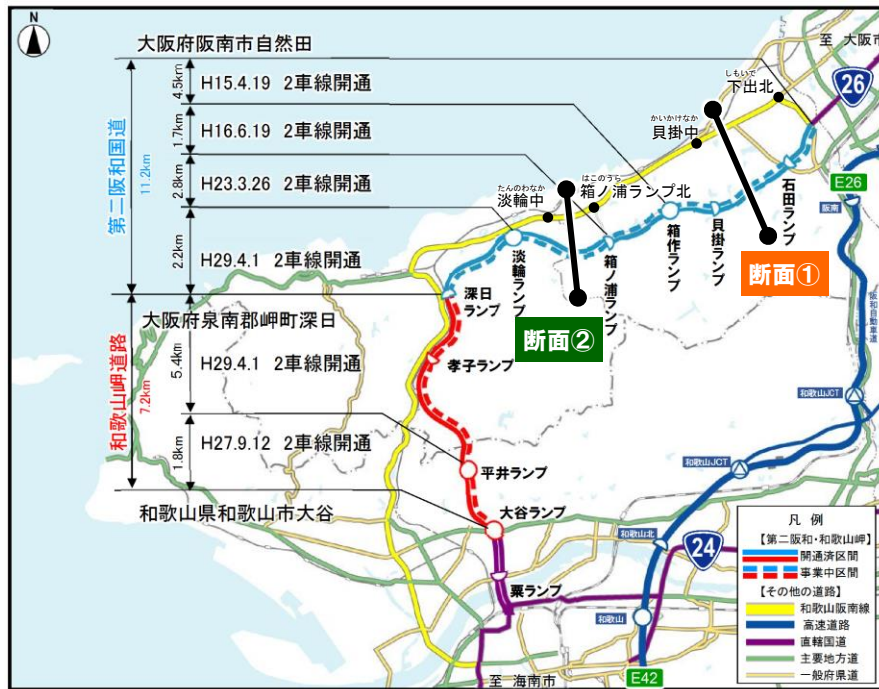 N
大阪府阪南市自然田
至 大阪市
4.5km
H15.4.19 2車線開通
しもいで
下出北
26
かいかけなか
貝掛中
1.7km
H16.6.19 2車線開通
第二阪和国道
11.2km
2.8km
H23.3.26 2車線開通
たんのわなか
淡輪中
はこのうら
箱ノ浦ランプ北
石田ランプ
E26
阪南
貝掛ランプ
箱作ランプ
箱ノ浦ランプ
淡輪ランプ
断面①
2.2km
H29.4.1 2車線開通
深日
ランプ
断面②
阪和自動車道
大阪府泉南郡岬町深日
和歌山岬道路
7.2km
5.4km
H29.4.1 2車線開通
孝子ランプ
和歌山JCT
1.8km
H27.9.12 2車線開通
平井ランプ
和歌山JCT
和歌山県和歌山市大谷
大谷ランプ
和歌山北
24
粟ランプ
和歌山
E42
至 海南市
凡 例
【第二阪和・和歌山岬】
開通済区間
事業中区間
【その他の道路】
和歌山阪南線
高速道路
直轄国道
主要地方道
一般府県道